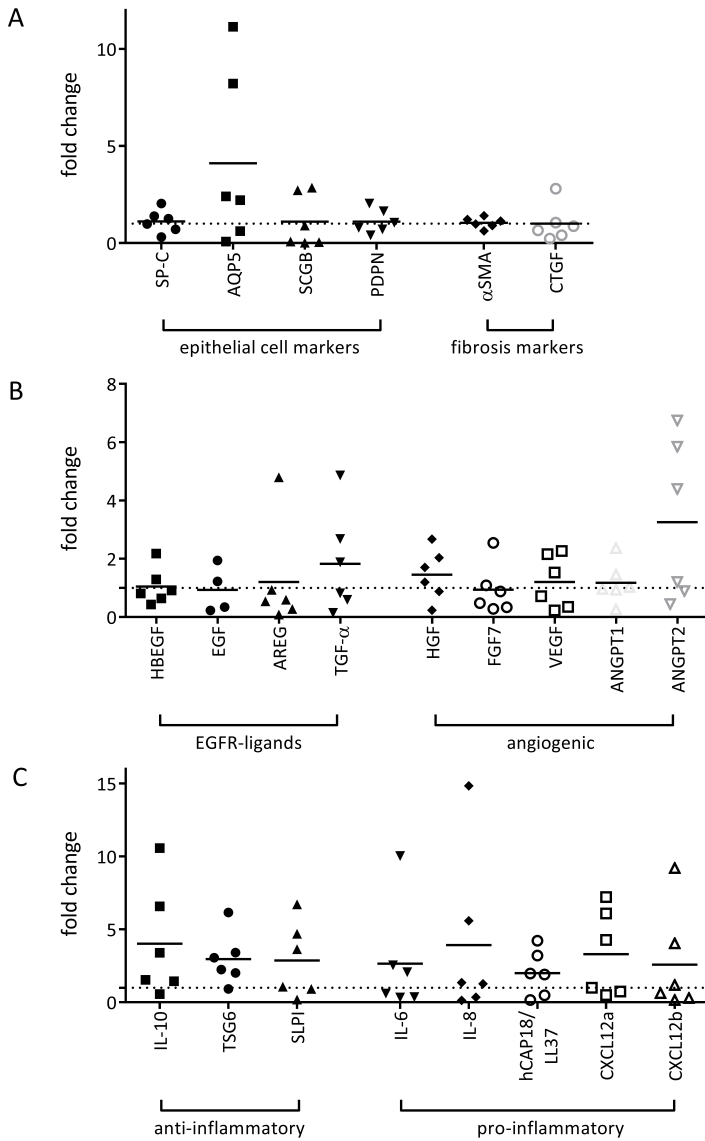 A
fold change
10
5
0
SP-C
AQP5
SCGB
PDPN
αSMA
CTGF
epithelial cell markers
fibrosis markers
B
fold change
8
6
4
2
0
HBEGF
EGF
AREG
TGF-α
HGF
FGF7
VEGF
ANGPT1
ANGPT2
EGFR-ligands
angiogenic
C
fold change
15
10
5
0
IL-10
TSG6
SLPI
IL-6
IL-8
hCAP18/
LL37
CXCL12a
CXCL12b
anti-inflammatory
pro-inflammatory